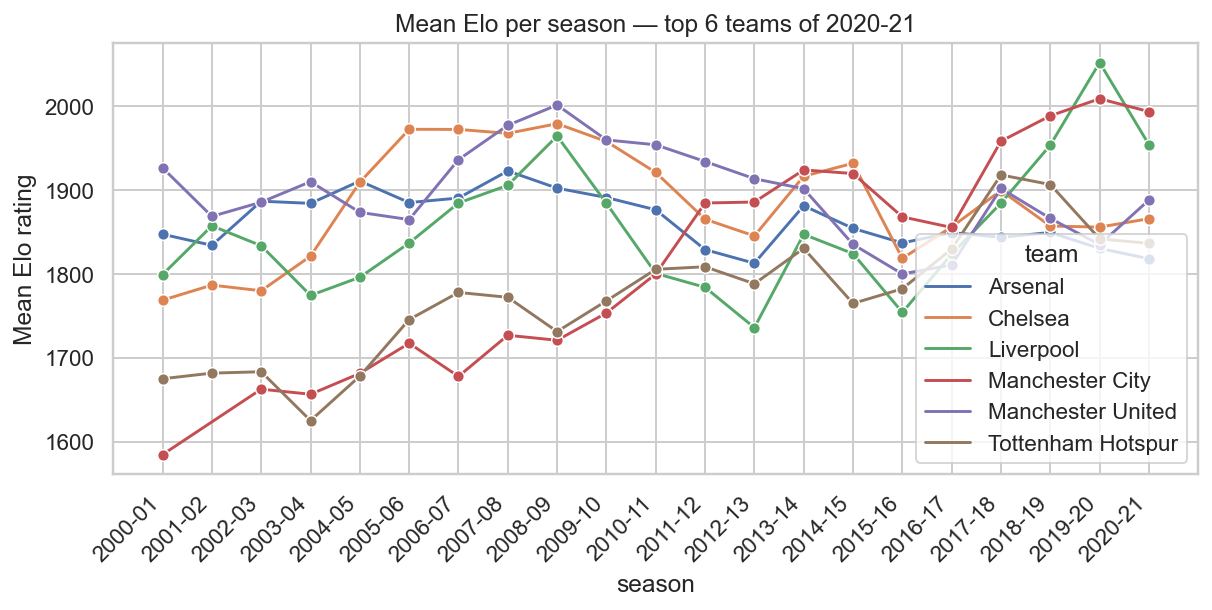 Mean Elo per season — top 6 teams of 2020-21
Mean Elo rating
2000
1900
1800
1700
1600
team
Arsenal
Chelsea
Liverpool
Manchester City
Manchester United
Tottenham Hotspur
2000-01
2001-02
2002-03
2003-04
2004-05
2005-06
2006-07
2007-08
2008-09
2009-10
2010-11
2011-12
2012-13
2013-14
2014-15
2015-16
2016-17
2017-18
2018-19
2019-20
2020-21
season